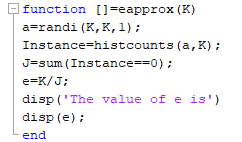 function []=eapprox(K)
a=randi(K,K,1);
Instance=histcounts(a,K);
J=sum(Instance==0);
e=K/J;
disp('The value of e is')
disp(e);
end